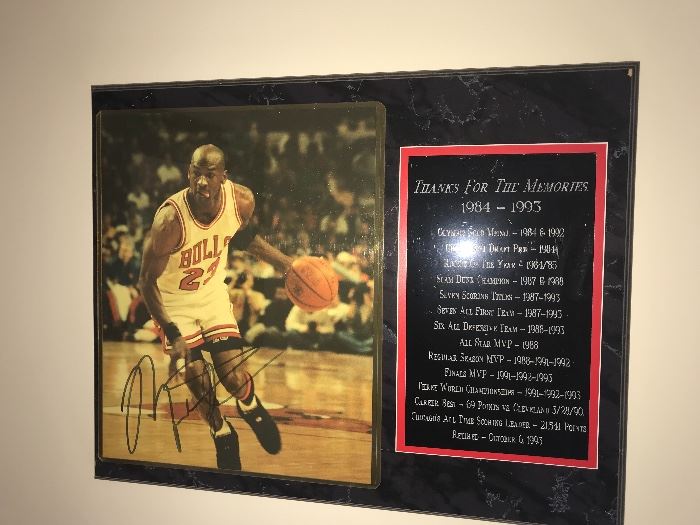 BULLS
23
Thanks For The Memories
1984 – 1993
Olympic Gold Medal – 1984 & 1992
Draft Pick – 1984
Rookie Of The Year – 1984/85
Slam Dunk Champion – 1987 & 1988
Seven Scoring Titles – 1987–1993
Seven All First Team – 1987–1993
Six All Defensive Team – 1988–1993
All Star MVP – 1988
Regular Season MVP – 1988–1991–1992
Finals MVP – 1991–1992–1993
Three World Championships – 1991–1992–1993
Career Best – 69 Points vs Cleveland 3/28/90
Chicago's All Time Scoring Leader – 21,541 Points
Retired – October 6, 1993